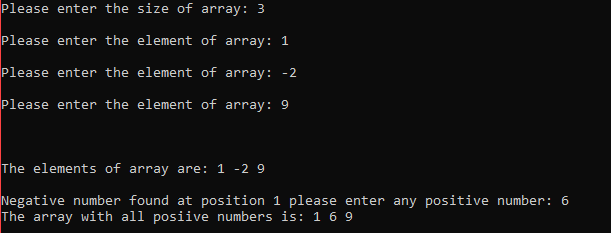 Please enter the size of array: 3
Please enter the element of array: 1
Please enter the element of array: -2
Please enter the element of array: 9
The elements of array are: 1 -2 9
Negative number found at position 1 please enter any positive number: 6
The array with all posiive numbers is: 1 6 9